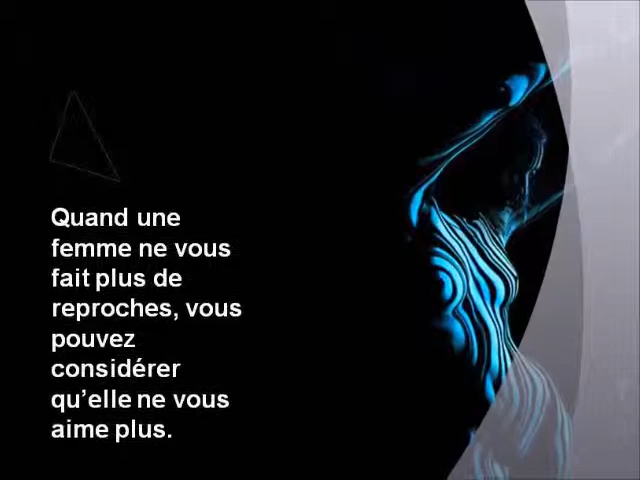 Quand une
femme ne vous
fait plus de
reproches, vous
pouvez
considérer
qu’elle ne vous
aime plus.